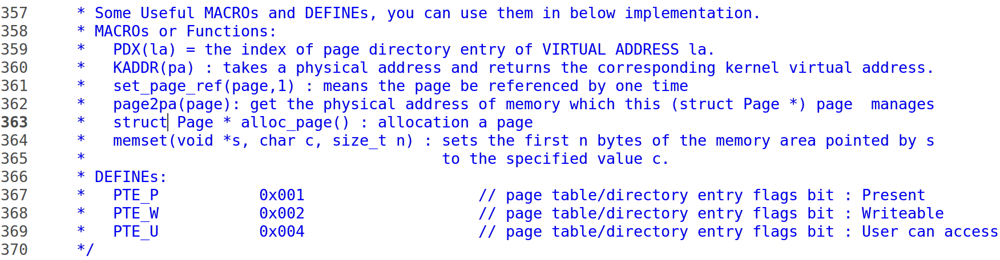 357 * Some Useful MACROs and DEFINEs, you can use them in below implementation.
358 * MACROs or Functions:
359 *   PDX(la) = the index of page directory entry of VIRTUAL ADDRESS la.
360 *   KADDR(pa) : takes a physical address and returns the corresponding kernel virtual address.
361 *   set_page_ref(page,1) : means the page be referenced by one time
362 *   page2pa(page): get the physical address of memory which this (struct Page *) page  manages
363 *   struct Page * alloc_page() : allocation a page
364 *   memset(void *s, char c, size_t n) : sets the first n bytes of the memory area pointed by s
365 *                                       to the specified value c.
366 * DEFINEs:
367 *   PTE_P           0x001                   // page table/directory entry flags bit : Present
368 *   PTE_W           0x002                   // page table/directory entry flags bit : Writeable
369 *   PTE_U           0x004                   // page table/directory entry flags bit : User can access
370 */